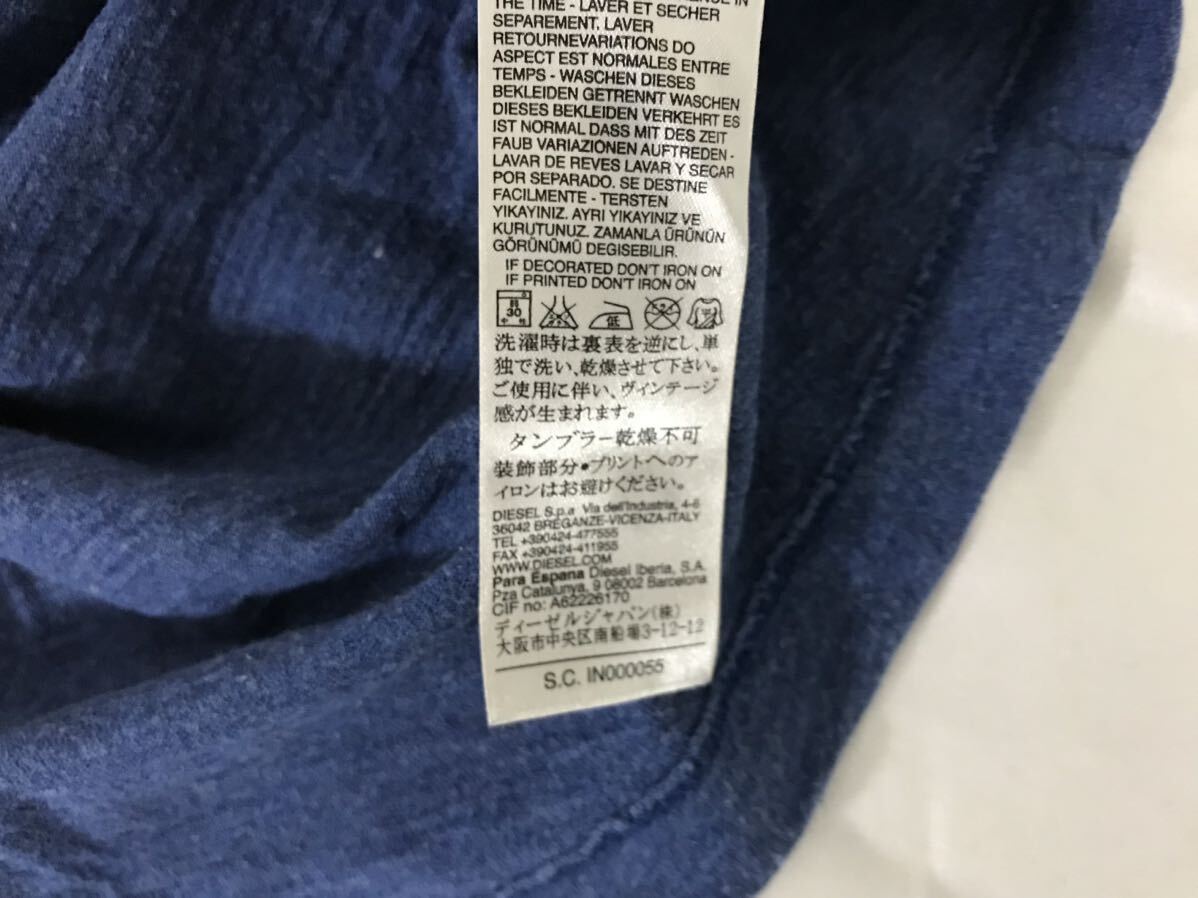 THE TIME - LAVER ET SECHER
SEPAREMENT. LAVER
RETOURNEVARIATIONS DO
ASPECT EST NORMALES ENTRE
TEMPS - WASCHEN DIESES
BEKLEIDEN GETRENNT WASCHEN
DIESES BEKLEIDEN VERKEHRT ES
IST NORMAL DASS MIT DES ZEIT
FAUB VARIAZIONEN AUFTREDEN -
LAVAR DE REVES LAVAR Y SECAR
POR SEPARADO. SE DESTINE
FACILMENTE - TERSTEN
YIKAYINIZ. AYRI YIKAYINIZ VE
KURUTUNUZ. ZAMANLA ÜRÜNÜN
GÖRÜNÜMÜ DEGISEBILIR.
IF DECORATED DON'T IRON ON
IF PRINTED DON'T IRON ON
30 低
洗濯時は裏表を逆にし、単
独で洗い、乾燥させて下さい。
ご使用に伴い、ヴィンテージ
感が生まれます。
タンブラー乾燥不可
装飾部分・プリントへのア
イロンはお避けください。
DIESEL S.p.a Via dell'Industria, 4-6
36042 BREGANZE-VICENZA-ITALY
TEL +390424-477555
FAX +390424-411955
WWW.DIESEL.COM
Para Espana Diesel Iberia, S.A.
Pza Catalunya, 9 08002 Barcelona
CIF no: A62226170
ディーゼルジャパン(株)
大阪市中央区南船場3-12-12
S.C. IN000055